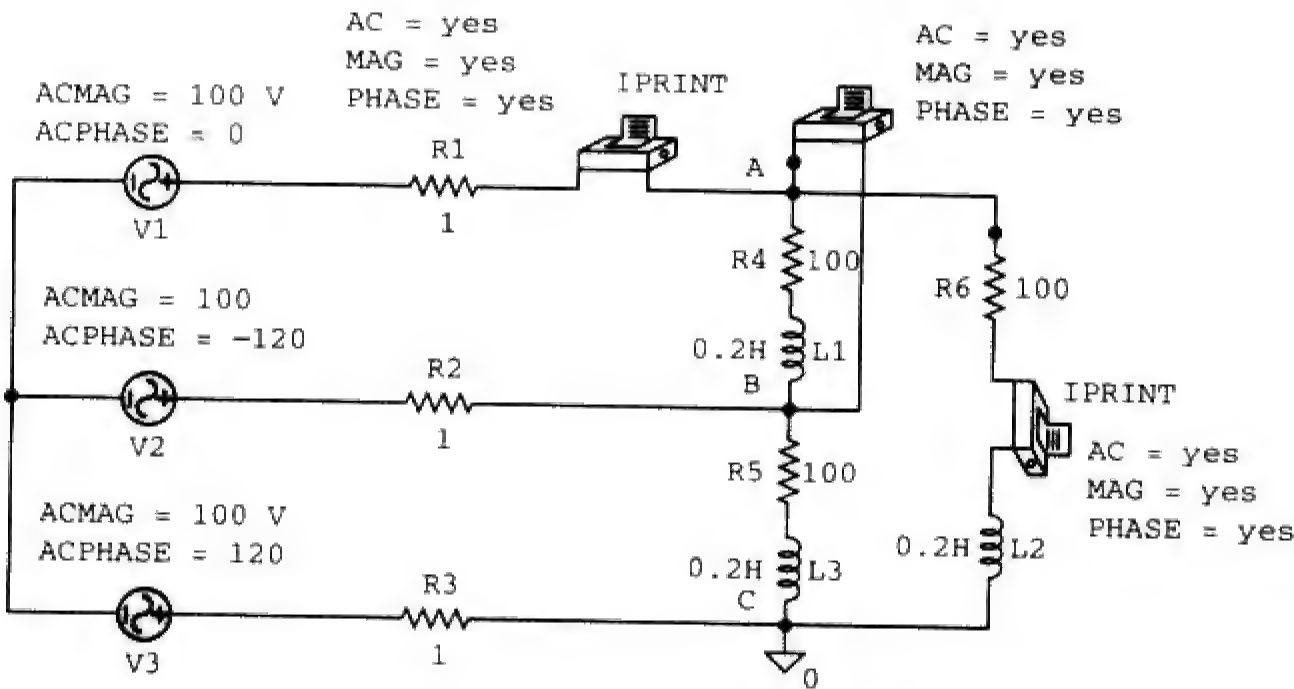 AC = yes
MAG = yes
PHASE = yes
IPRINT
AC = yes
MAG = yes
PHASE = yes
ACMAG = 100 V
ACPHASE = 0
V1
R1
1
A
R4
100
0.2H
L1
B
R6
100
ACMAG = 100
ACPHASE = -120
V2
R2
1
IPRINT
AC = yes
MAG = yes
PHASE = yes
R5
100
0.2H
L3
C
0.2H
L2
ACMAG = 100 V
ACPHASE = 120
V3
R3
1
0